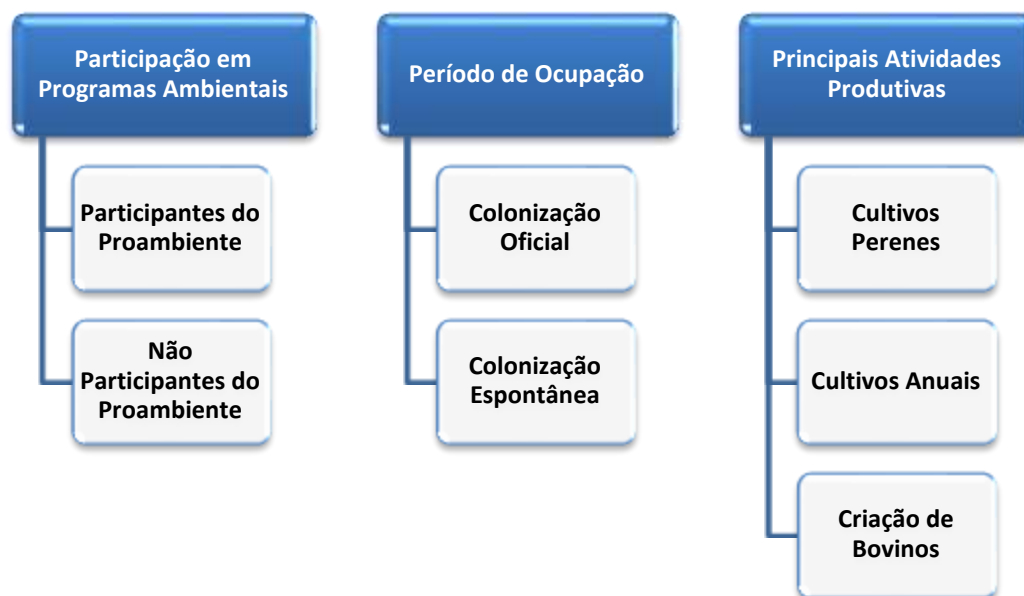 Participação em
Programas Ambientais
Participantes do
Proambiente
Não
Participantes do
Proambiente
Período de Ocupação
Colonização
Oficial
Colonização
Espontânea
Principais Atividades
Produtivas
Cultivos
Perenes
Cultivos Anuais
Criação de
Bovinos